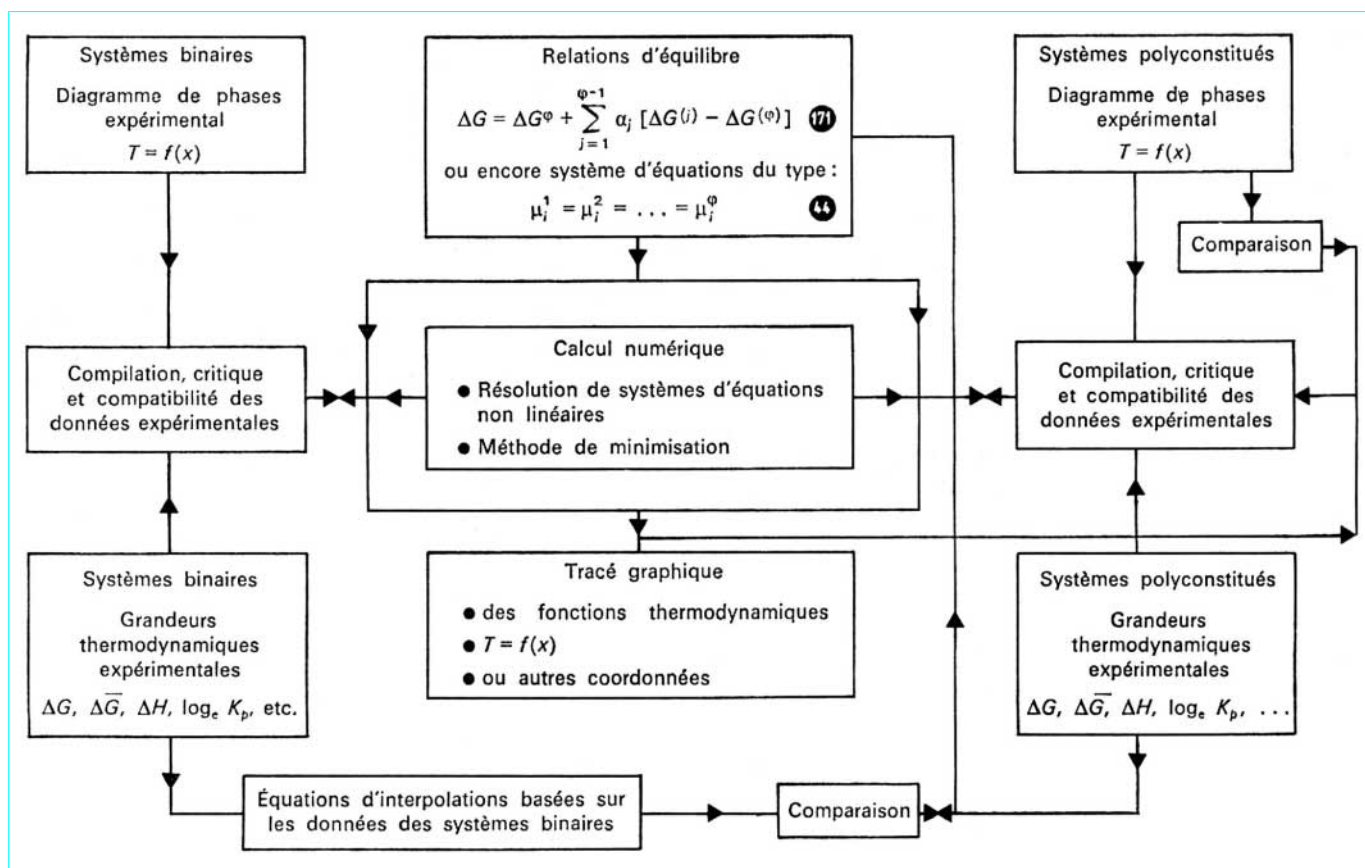 Systèmes binaires
Diagramme de phases
expérimental
T = f(x)
Relations d'équilibre
ΔG = ΔG^φ + ∑_{j=1}^{φ-1} α_j [ΔG^(j) – ΔG^(φ)] 171
ou encore système d'équations du type :
μ_i^1 = μ_i^2 = . . . = μ_i^φ 44
Systèmes polyconstitués
Diagramme de phases
expérimental
T = f(x)
Comparaison
Compilation, critique
et compatibilité des
données expérimentales
Calcul numérique
● Résolution de systèmes d'équations
non linéaires
● Méthode de minimisation
Compilation, critique
et compatibilité des
données expérimentales
Systèmes binaires
Grandeurs
thermodynamiques
expérimentales
ΔG, Δ\overline{G}, ΔH, log_e K_p, etc.
Tracé graphique
● des fonctions thermodynamiques
● T = f(x)
● ou autres coordonnées
Systèmes polyconstitués
Grandeurs
thermodynamiques
expérimentales
ΔG, Δ\overline{G}, ΔH, log_e K_p, . . .
Équations d'interpolations basées sur
les données des systèmes binaires
Comparaison